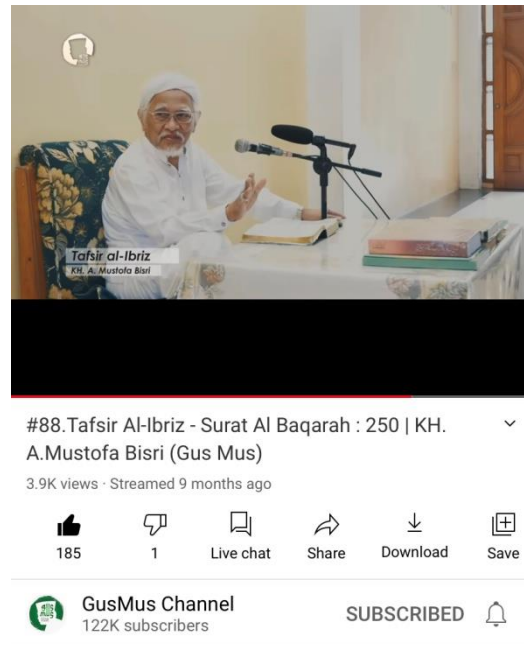 Tafsir al-Ibriz
KH. A. Mustofa Bisri
#88.Tafsir Al-Ibriz - Surat Al Baqarah : 250 | KH.
A.Mustofa Bisri (Gus Mus)
3.9K views · Streamed 9 months ago
185
1
Live chat
Share
Download
Save
GusMus Channel
122K subscribers
SUBSCRIBED